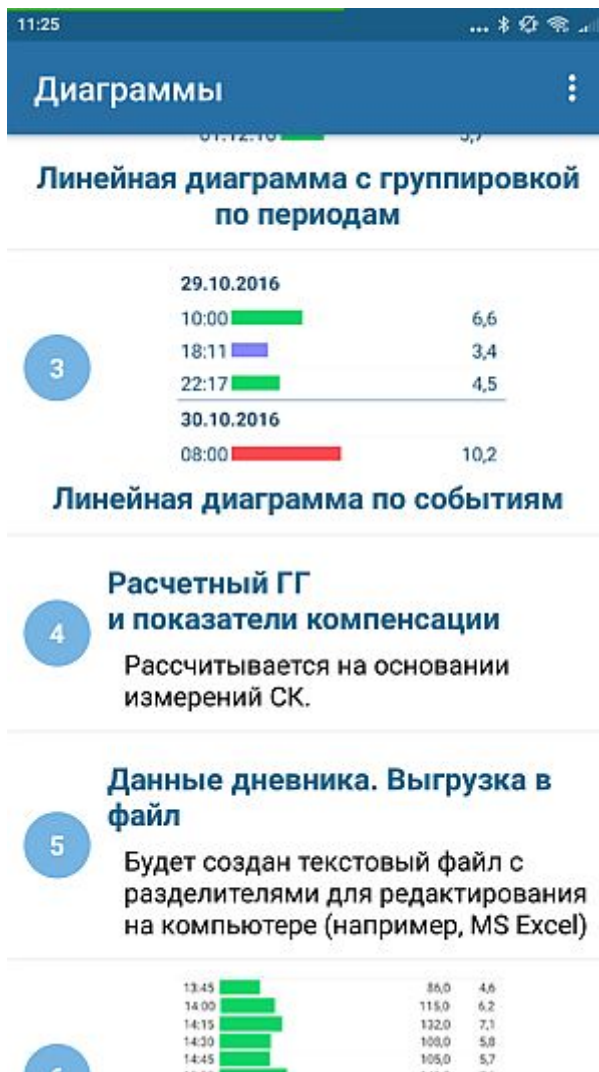 11:25
Диаграммы
Линейная диаграмма с группировкой
по периодам
29.10.2016
10:00 6,6
3
18:11 3,4
22:17 4,5
30.10.2016
08:00 10,2
Линейная диаграмма по событиям
Расчетный ГГ
4
и показатели компенсации
Рассчитывается на основании
измерений СК.
Данные дневника. Выгрузка в
файл
5
Будет создан текстовый файл с
разделителями для редактирования
на компьютере (например, MS Excel)
13:45 86,0 4,6
14:00 115,0 6,2
14:15 132,0 7,1
14:30 108,0 5,8
14:45 105,0 5,7